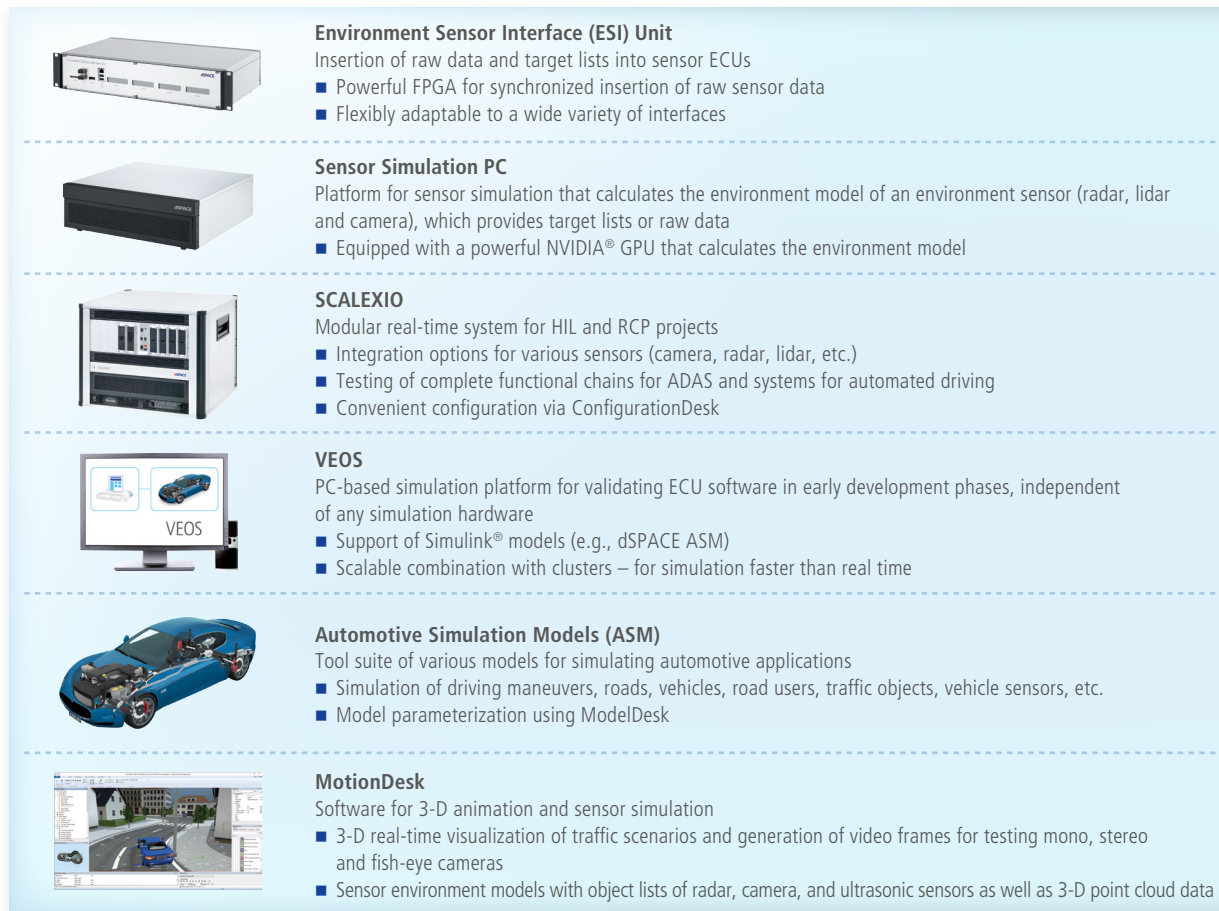 Environment Sensor Interface (ESI) Unit
Insertion of raw data and target lists into sensor ECUs
■ Powerful FPGA for synchronized insertion of raw sensor data
■ Flexibly adaptable to a wide variety of interfaces
dSPACE
Sensor Simulation PC
Platform for sensor simulation that calculates the environment model of an environment sensor (radar, lidar
and camera), which provides target lists or raw data
■ Equipped with a powerful NVIDIA® GPU that calculates the environment model
dSPACE
SCALEXIO
Modular real-time system for HIL and RCP projects
■ Integration options for various sensors (camera, radar, lidar, etc.)
■ Testing of complete functional chains for ADAS and systems for automated driving
■ Convenient configuration via ConfigurationDesk
dSPACE
VEOS
PC-based simulation platform for validating ECU software in early development phases, independent
of any simulation hardware
■ Support of Simulink® models (e.g., dSPACE ASM)
■ Scalable combination with clusters – for simulation faster than real time
VEOS
Automotive Simulation Models (ASM)
Tool suite of various models for simulating automotive applications
■ Simulation of driving maneuvers, roads, vehicles, road users, traffic objects, vehicle sensors, etc.
■ Model parameterization using ModelDesk
MotionDesk
Software for 3-D animation and sensor simulation
■ 3-D real-time visualization of traffic scenarios and generation of video frames for testing mono, stereo
and fish-eye cameras
■ Sensor environment models with object lists of radar, camera, and ultrasonic sensors as well as 3-D point cloud data